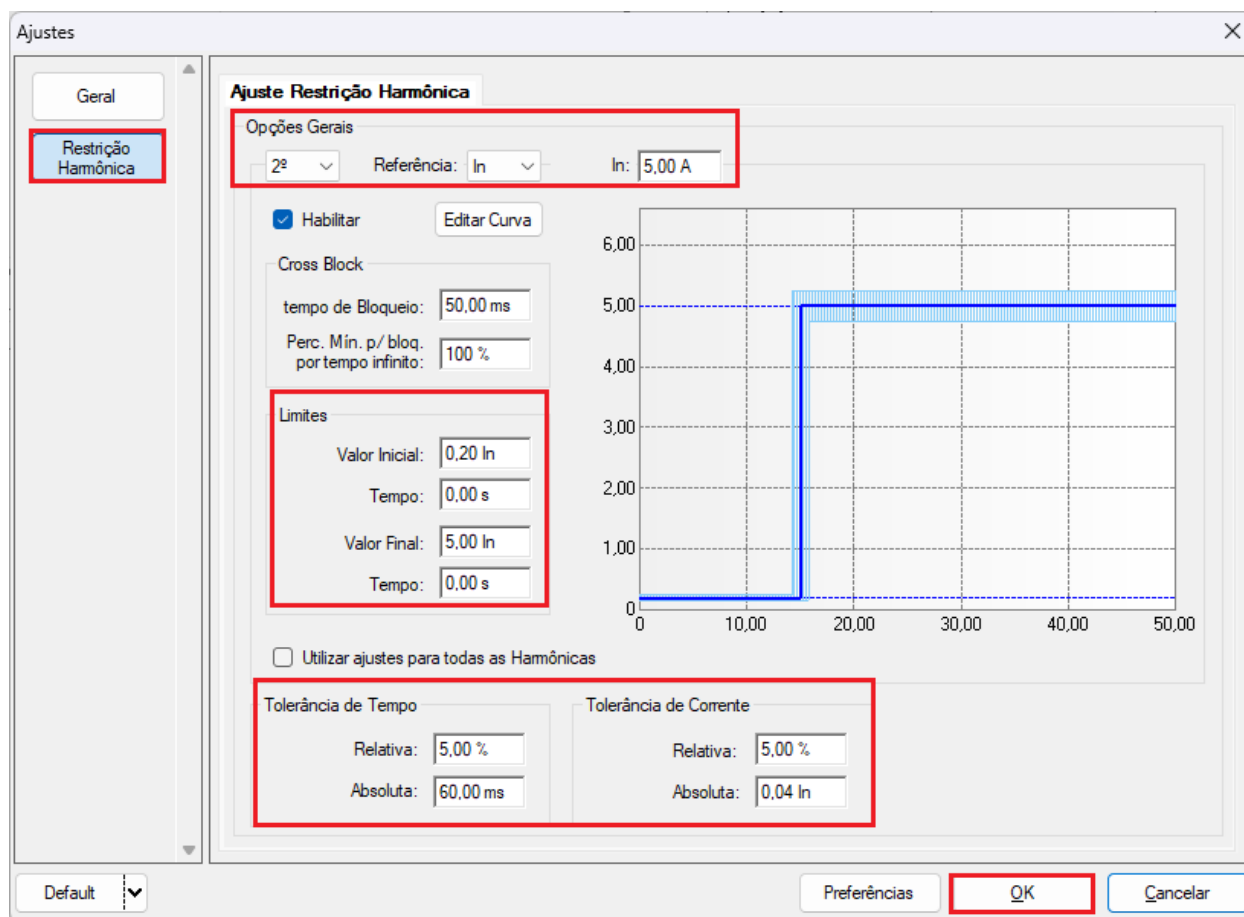 Ajustes
Geral
Restrição
Harmônica
Ajuste Restrição Harmônica
Opções Gerais
2ª Referência: In In: 5,00 A
Habilitar Editar Curva
Cross Block
tempo de Bloqueio: 50,00 ms
Perc. Mín. p/ bloq.
por tempo infinito: 100 %
Limites
Valor Inicial: 0,20 In
Tempo: 0,00 s
Valor Final: 5,00 In
Tempo: 0,00 s
6,00
5,00
4,00
3,00
2,00
1,00
0
0 10,00 20,00 30,00 40,00 50,00
Utilizar ajustes para todas as Harmônicas
Tolerância de Tempo
Relativa: 5,00 %
Absoluta: 60,00 ms
Tolerância de Corrente
Relativa: 5,00 %
Absoluta: 0,04 In
Default Preferências OK Cancelar